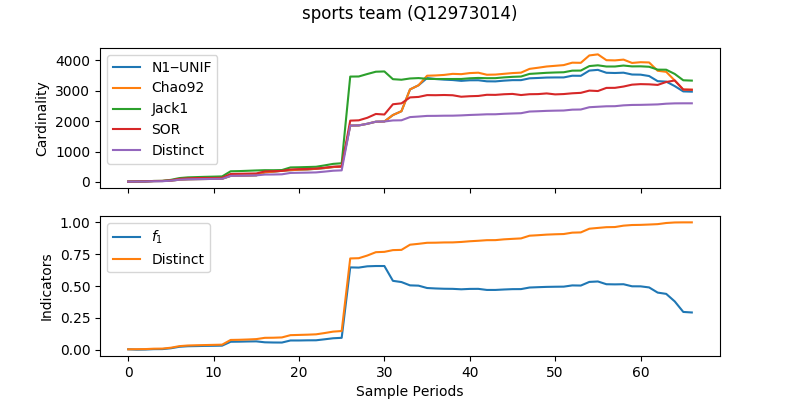 sports team (Q12973014)
Cardinality
4000
3000
2000
1000
0
N1‒UNIF
Chao92
Jack1
SOR
Distinct
Indicators
1.00
0.75
0.50
0.25
0.00
f₁
Distinct
0 10 20 30 40 50 60
Sample Periods